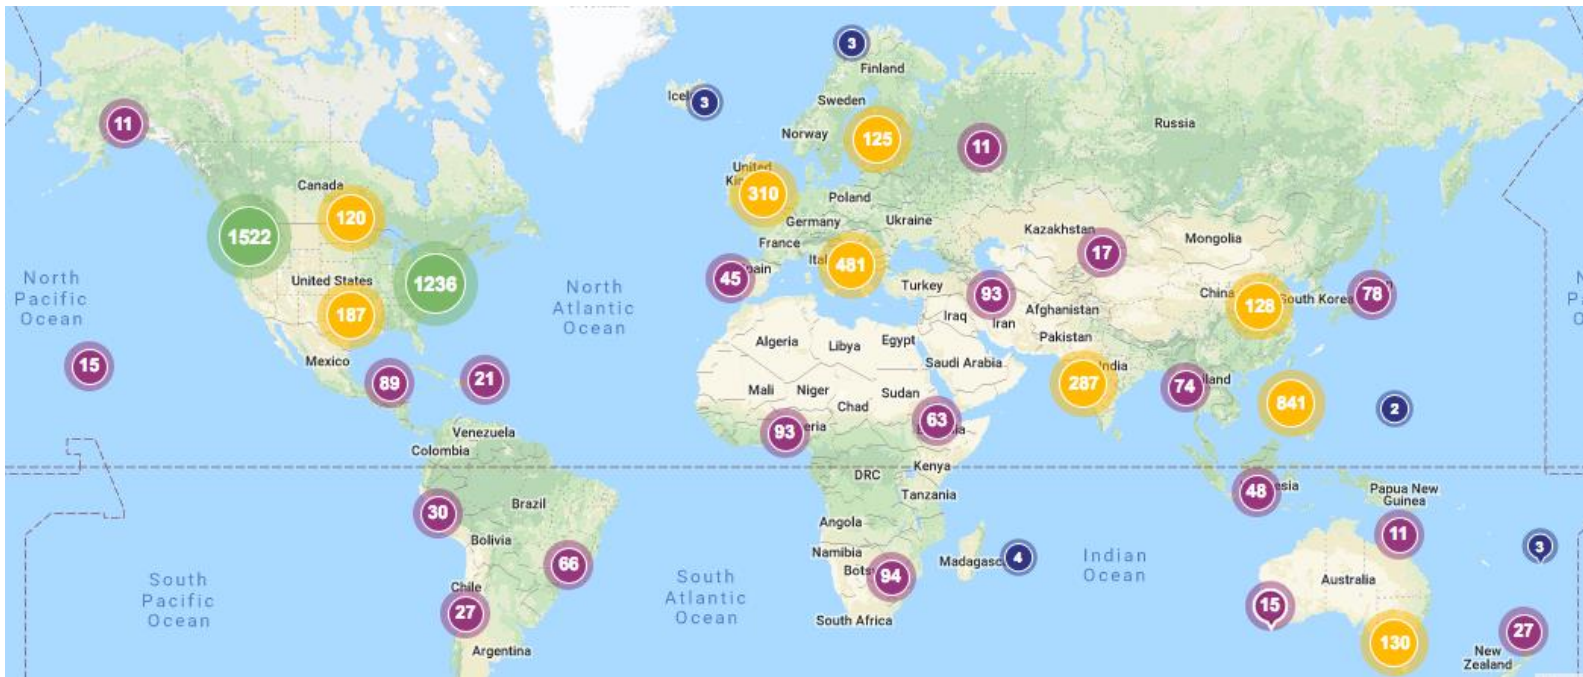 3
Finland
Icel
3
Sweden
11
Norway
125
11
Russia
United
Ki
310
Canada
Poland
120
1522
Germany
Ukraine
Kazakhstan
Mongolia
France
Ital
481
17
North
Pacific
Ocean
United States
1236
North
Atlantic
Ocean
45
pain
Turkey
93
China
128
South Korea
78
187
Iraq
Iran
Afghanistan
Pakistan
Algeria
Libya
Egypt
15
Mexico
89
21
Saudi Arabia
287
India
74
land
841
2
Mali
Niger
Chad
Sudan
93
eria
63
Venezuela
Colombia
DRC
Kenya
Tanzania
48
esia
Papua New
Guinea
30
Brazil
Angola
11
3
Bolivia
66
Namibia
Bots
94
Madagasc
4
Indian
Ocean
Australia
South
Pacific
Ocean
Chile
27
South
Atlantic
Ocean
South Africa
15
130
27
New
Zealand
Argentina